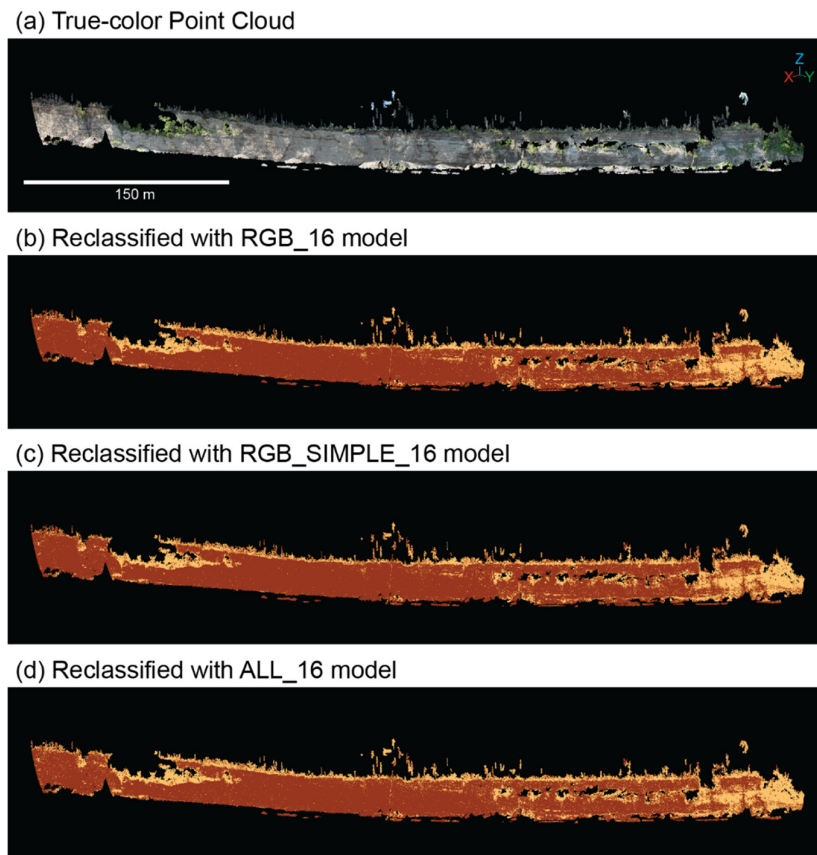 (a) True-color Point Cloud
Z
X Y
150 m
(b) Reclassified with RGB_16 model
(c) Reclassified with RGB_SIMPLE_16 model
(d) Reclassified with ALL_16 model